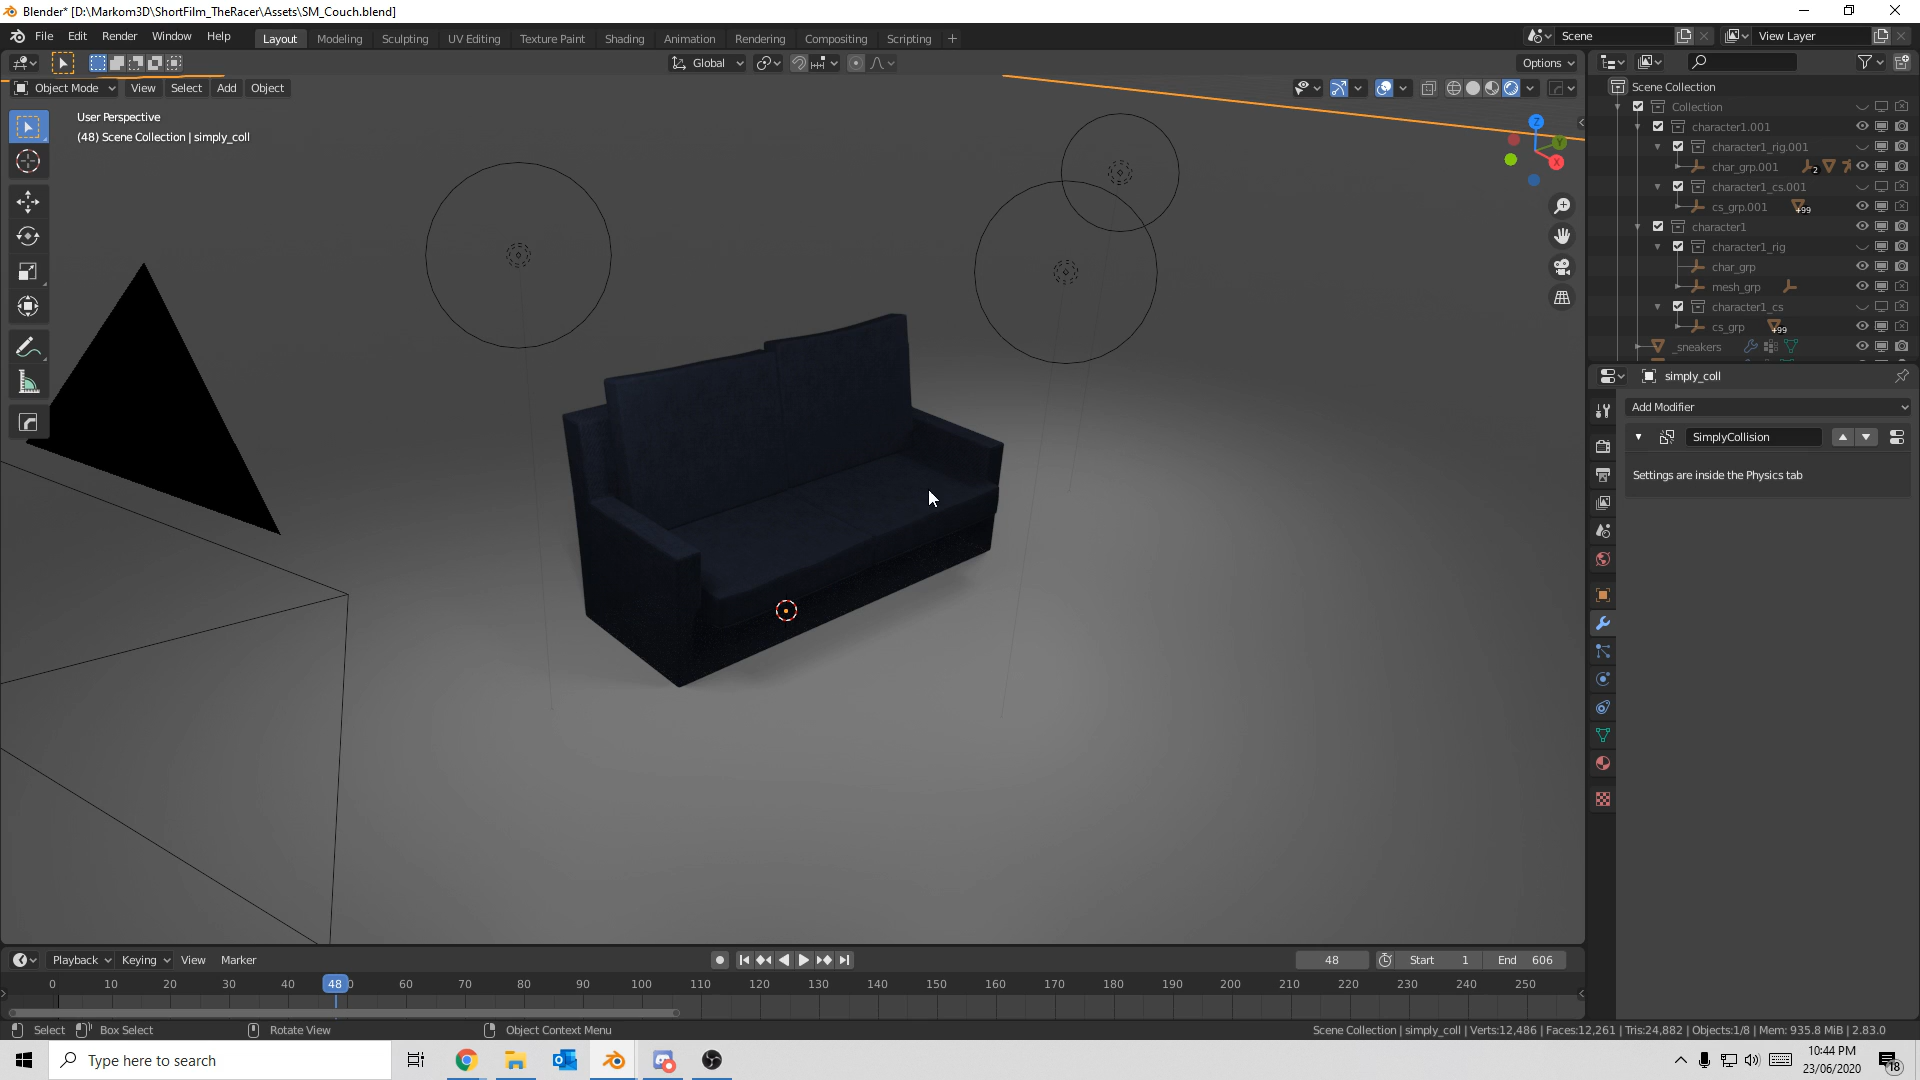 Blender* [D:\Markom3D\ShortFilm_TheRacer\Assets\SM_Couch.blend]
File Edit Render Window Help Layout Modeling Sculpting UV Editing Texture Paint Shading Animation Rendering Compositing Scripting + Scene View Layer
Global Options
Object Mode View Select Add Object
User Perspective
(48) Scene Collection | simply_coll
Z
Y
X
Scene Collection
Collection
character1.001
character1_rig.001
char_grp.001 2
character1_cs.001
cs_grp.001 +99
character1
character1_rig
char_grp
mesh_grp
character1_cs
cs_grp +99
_sneakers
simply_coll
Add Modifier
SimplyCollision
Settings are inside the Physics tab
Playback Keying View Marker 48 Start 1 End 606
0 10 20 30 40 48 0 60 70 80 90 100 110 120 130 140 150 160 170 180 190 200 210 220 230 240 250
Select Box Select Rotate View Object Context Menu Scene Collection | simply_coll | Verts:12,486 | Faces:12,261 | Tris:24,882 | Objects:1/8 | Mem: 935.8 MiB | 2.83.0
Type here to search
10:44 PM
23/06/2020
18